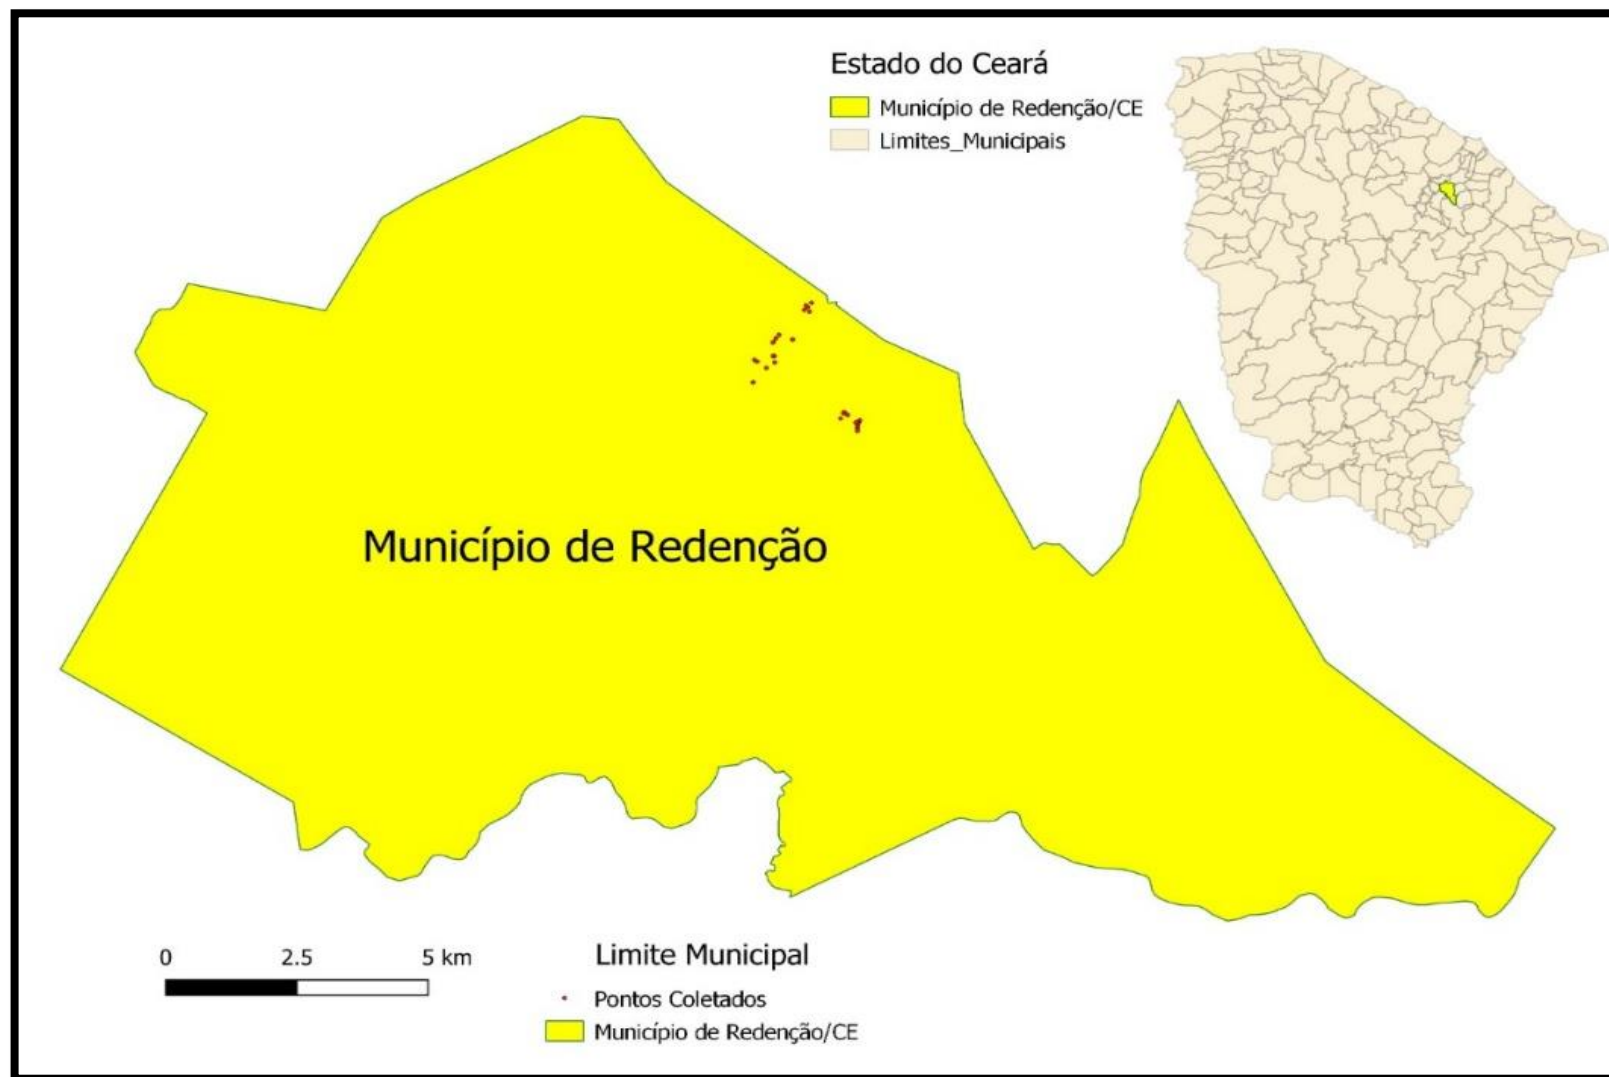 Estado do Ceará
Município de Redenção/CE
Limites_Municipais
Município de Redenção
0 2.5 5 km
Limite Municipal
Pontos Coletados
Município de Redenção/CE